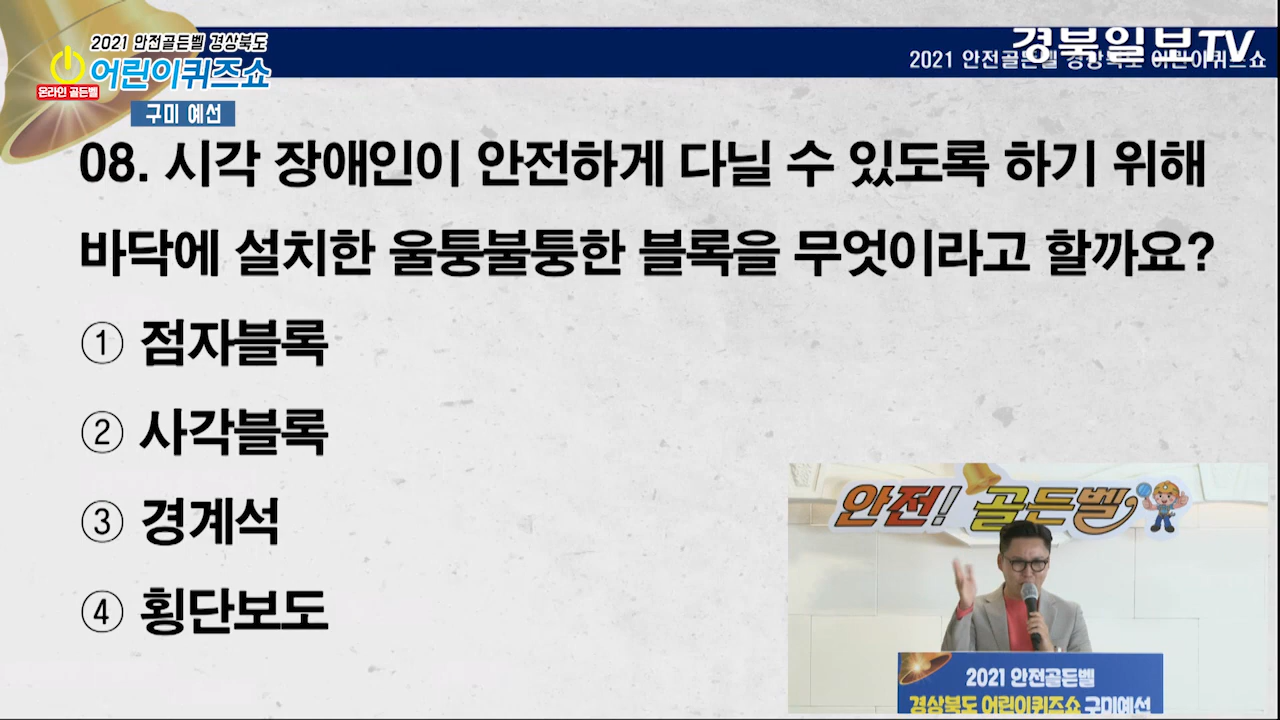 2021 안전골든벨 경상북도
어린이퀴즈쇼
온라인 골든벨
구미 예선
경북일보TV
2021 안전골든벨 경상북도 어린이퀴즈쇼
08. 시각 장애인이 안전하게 다닐 수 있도록 하기 위해
바닥에 설치한 울퉁불퉁한 블록을 무엇이라고 할까요?
① 점자블록
② 사각블록
③ 경계석
④ 횡단보도
안전! 골든벨
2021 안전골든벨
경상북도 어린이퀴즈쇼 구미예선